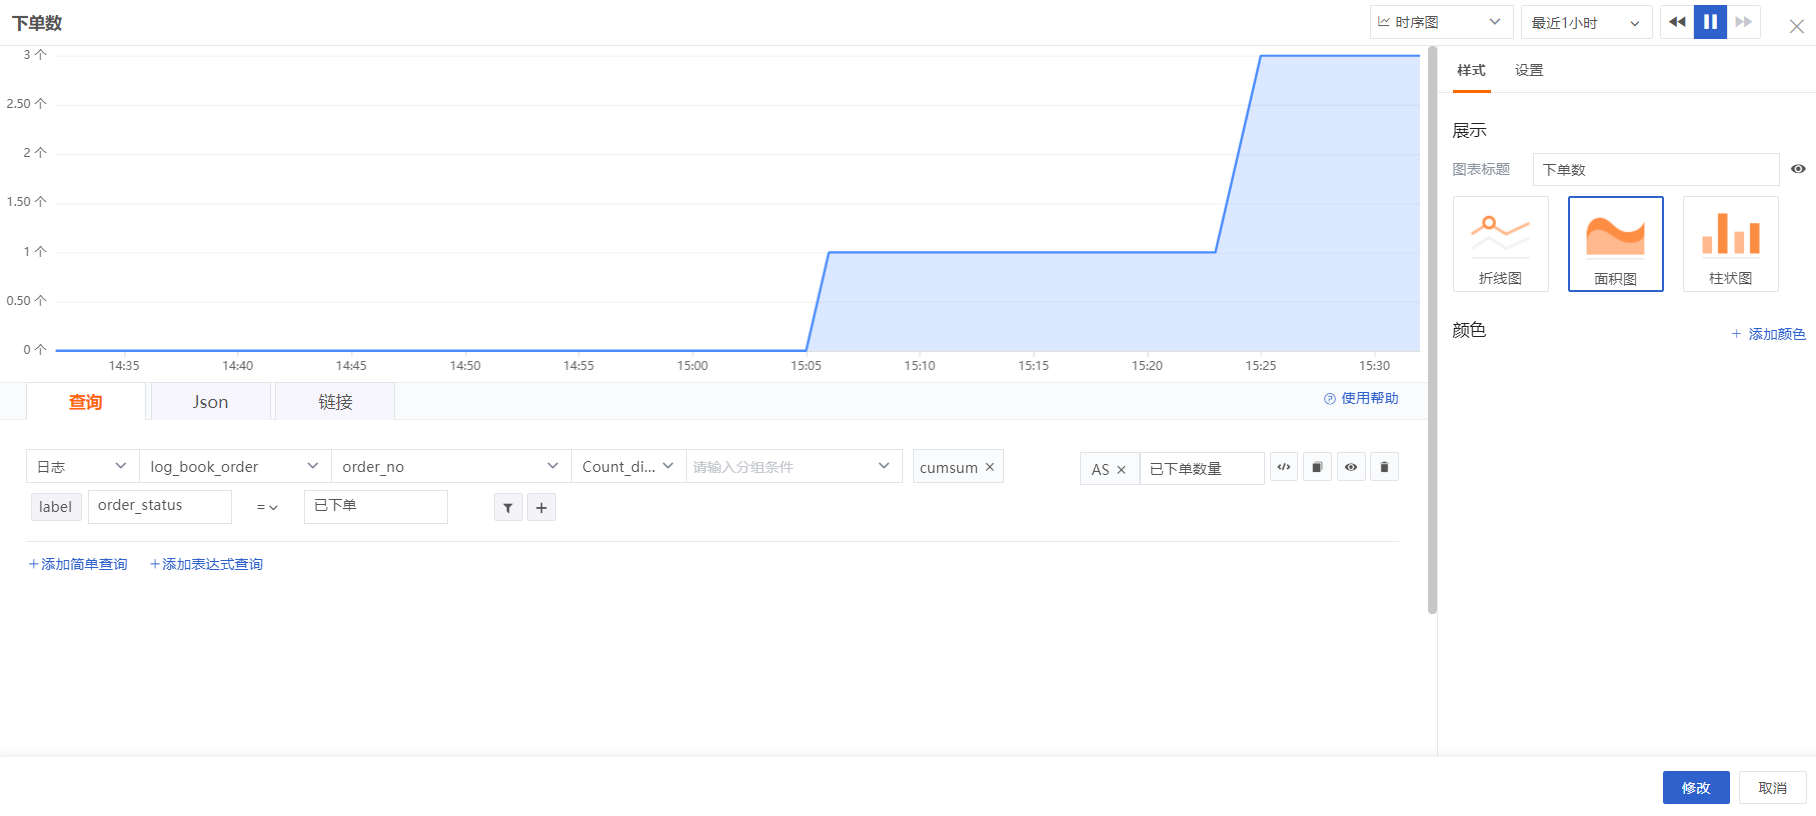 下单数
时序图
最近1小时
3 个
2.50 个
2 个
1.50 个
1 个
0.50 个
0 个
14:35 14:40 14:45 14:50 14:55 15:00 15:05 15:10 15:15 15:20 15:25 15:30
样式 设置
展示
图表标题 下单数
折线图 面积图 柱状图
颜色 + 添加颜色
查询 Json 链接 使用帮助
日志 log_book_order order_no Count_di... 请输入分组条件 cumsum × AS × 已下单数量
label order_status = 已下单
+添加简单查询 +添加表达式查询
修改 取消